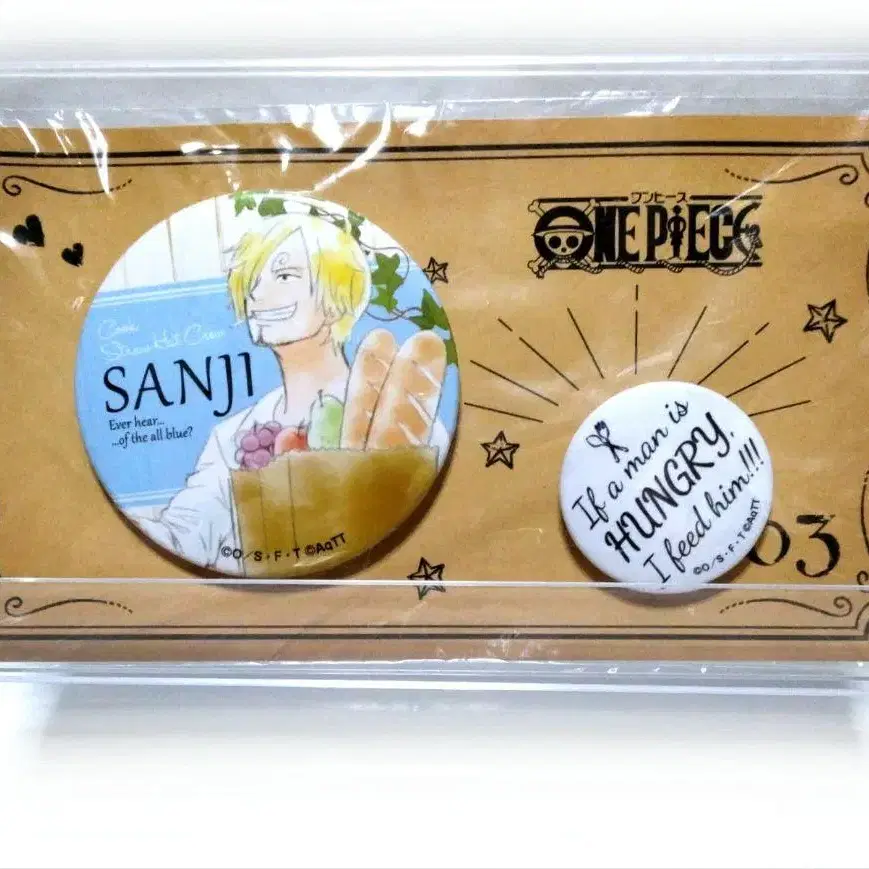 ワンピース
ONE PIECE
Cook
Straw Hat Crew
SANJI
Ever hear...
...of the all blue?
©O/S・F・T ©AqTT
If a man is
HUNGRY.
I feed him!!!
©O/S・F・T ©AqTT
03